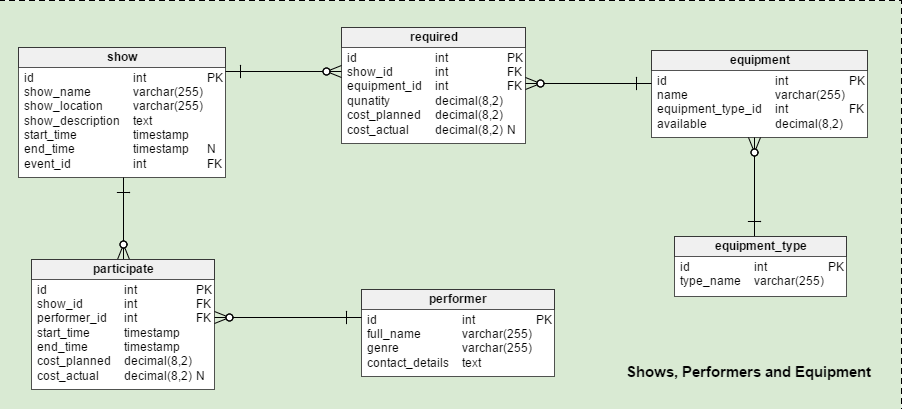 show
id int PK
show_name varchar(255)
show_location varchar(255)
show_description text
start_time timestamp
end_time timestamp N
event_id int FK
required
id int PK
show_id int FK
equipment_id int FK
qunatity decimal(8,2)
cost_planned decimal(8,2)
cost_actual decimal(8,2) N
equipment
id int PK
name varchar(255)
equipment_type_id int FK
available decimal(8,2)
participate
id int PK
show_id int FK
performer_id int FK
start_time timestamp
end_time timestamp
cost_planned decimal(8,2)
cost_actual decimal(8,2) N
performer
id int PK
full_name varchar(255)
genre varchar(255)
contact_details text
equipment_type
id int PK
type_name varchar(255)
Shows, Performers and Equipment